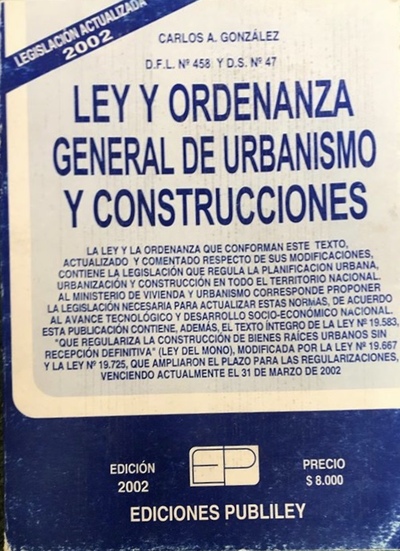 LEGISLACIÓN ACTUALIZADA
2002
CARLOS A. GONZÁLEZ
D.F.L. Nº 458 Y D.S. Nº 47
LEY Y ORDENANZA
GENERAL DE URBANISMO
Y CONSTRUCCIONES
LA LEY Y LA ORDENANZA QUE CONFORMAN ESTE TEXTO,
ACTUALIZADO Y COMENTADO RESPECTO DE SUS MODIFICACIONES,
CONTIENE LA LEGISLACIÓN QUE REGULA LA PLANIFICACION URBANA,
URBANIZACIÓN Y CONSTRUCCIÓN EN TODO EL TERRITORIO NACIONAL.
AL MINISTERIO DE VIVIENDA Y URBANISMO CORRESPONDE PROPONER
LA LEGISLACIÓN NECESARIA PARA ACTUALIZAR ESTAS NORMAS, DE ACUERDO
AL AVANCE TECNOLÓGICO Y DESARROLLO SOCIO-ECONÓMICO NACIONAL.
ESTA PUBLICACIÓN CONTIENE, ADEMÁS, EL TEXTO ÍNTEGRO DE LA LEY Nº 19.583,
"QUE REGULARIZA LA CONSTRUCCIÓN DE BIENES RAÍCES URBANOS SIN
RECEPCIÓN DEFINITIVA" (LEY DEL MONO), MODIFICADA POR LA LEY Nº 19.667
Y LA LEY Nº 19.725, QUE AMPLIARON EL PLAZO PARA LAS REGULARIZACIONES,
VENCIENDO ACTUALMENTE EL 31 DE MARZO DE 2002
EDICIÓN
2002
EP
PRECIO
$ 8.000
EDICIONES PUBLILEY